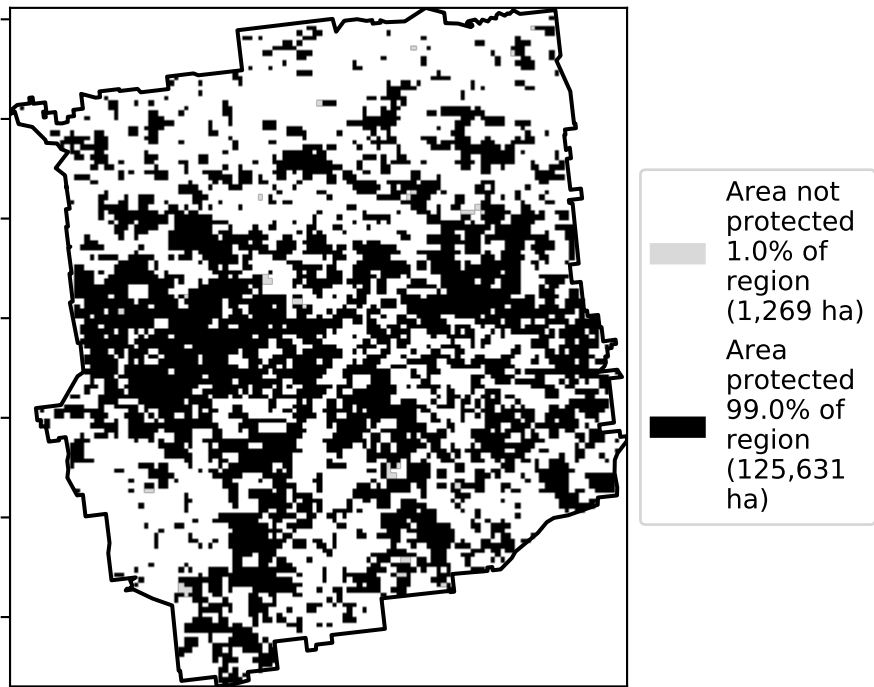 Area not
protected
1.0% of
region
(1,269 ha)
Area
protected
99.0% of
region
(125,631
ha)